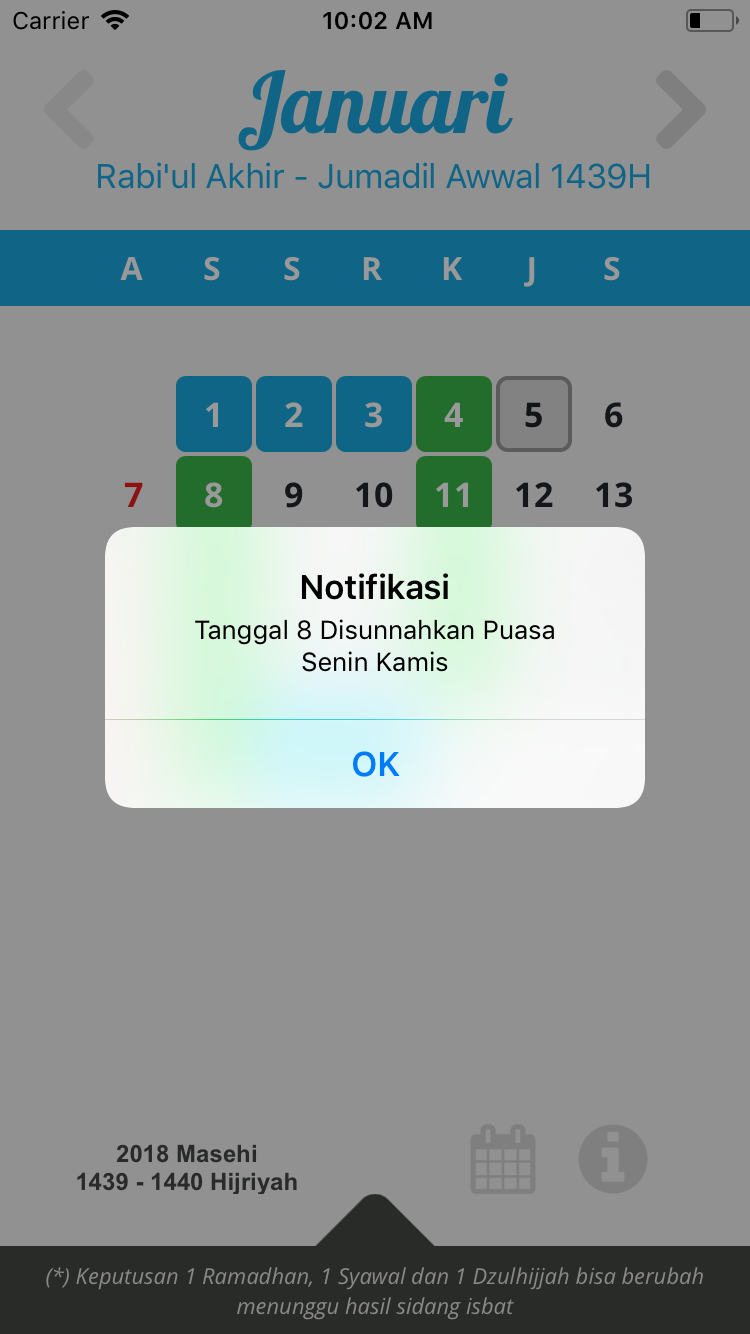 Carrier 10:02 AM
Januari
Rabi'ul Akhir - Jumadil Awwal 1439H
A S S R K J S
1 2 3 4 5 6
7 8 9 10 11 12 13
Notifikasi
Tanggal 8 Disunnahkan Puasa
Senin Kamis
OK
2018 Masehi
1439 - 1440 Hijriyah
(*) Keputusan 1 Ramadhan, 1 Syawal dan 1 Dzulhijjah bisa berubah
menunggu hasil sidang isbat